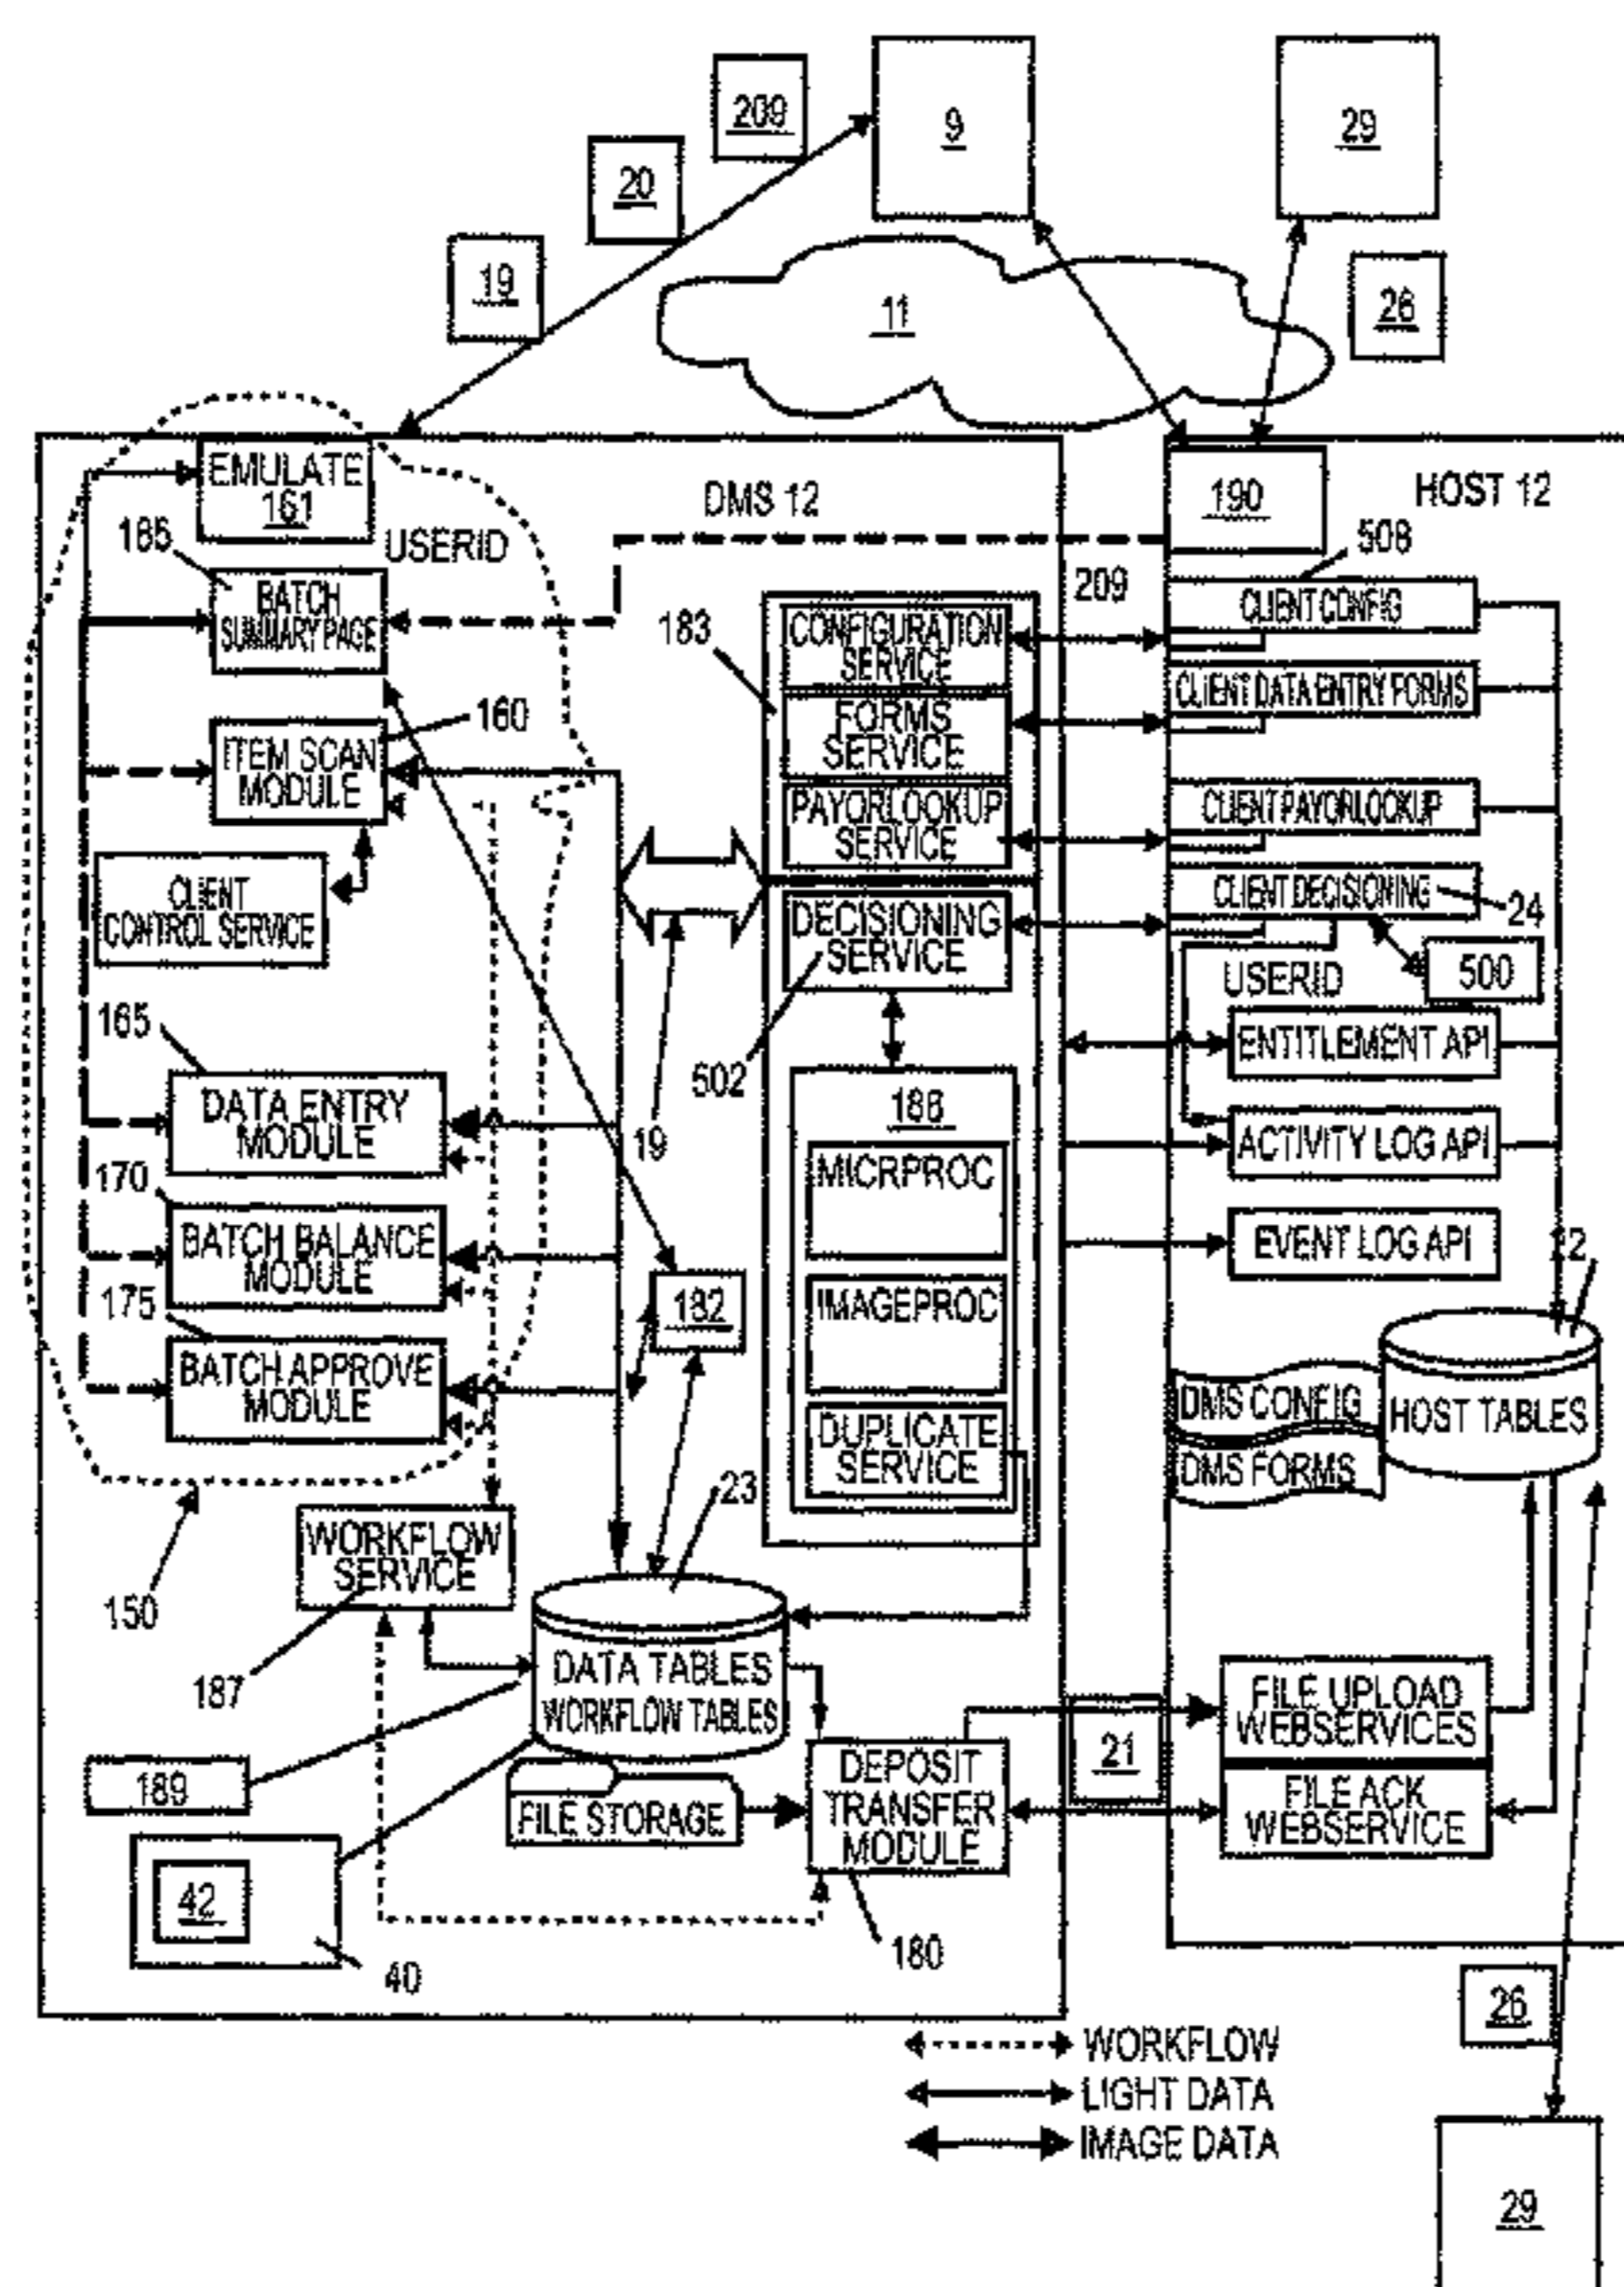 209
9
29
20
19
11
26
EMULATE
161
USERID
DMS 12
190
HOST 12
508
165
BATCH
SUMMARY PAGE
209
CLIENT CONFIG
183
CONFIGURATION
SERVICE
CLIENT DATA ENTRY FORMS
160
ITEM SCAN
MODULE
FORMS
SERVICE
PAYORLOOKUP
SERVICE
CLIENT PAYORLOOKUP
CLIENT
CONTROL SERVICE
DECISIONING
SERVICE
CLIENT DECISIONING
24
500
USERID
165
DATA ENTRY
MODULE
19
502
186
ENTITLEMENT API
MICRPROC
ACTIVITY LOG API
170
BATCH BALANCE
MODULE
182
IMAGEPROC
EVENT LOG API
175
BATCH APPROVE
MODULE
DUPLICATE
SERVICE
DMS CONFIG
DMS FORMS
HOST TABLES
23
150
WORKFLOW
SERVICE
187
DATA TABLES
WORKFLOW TABLES
189
FILE STORAGE
DEPOSIT
TRANSFER
MODULE
21
FILE UPLOAD
WEBSERVICES
FILE ACK
WEBSERVICE
42
40
180
26
WORKFLOW
LIGHT DATA
IMAGE DATA
29